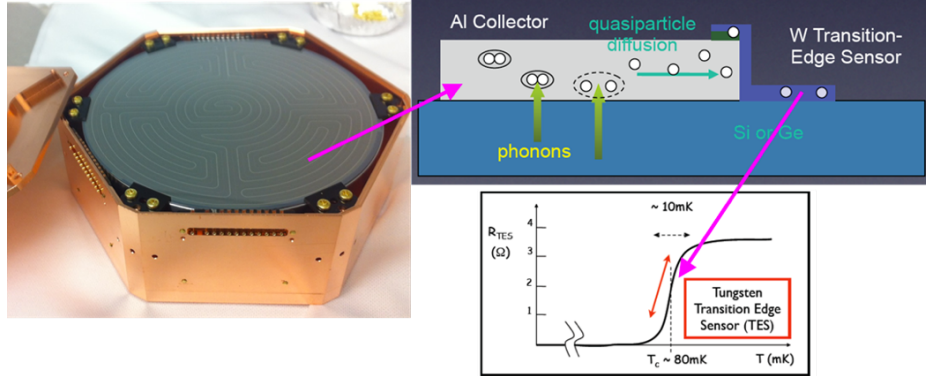 Al Collector
quasiparticle
diffusion
W Transition-
Edge Sensor
phonons
Si or Ge
~ 10mK
R_TES
(Ω)
4
3
2
1
Tungsten
Transition Edge
Sensor (TES)
T_c ~ 80mK
T (mK)